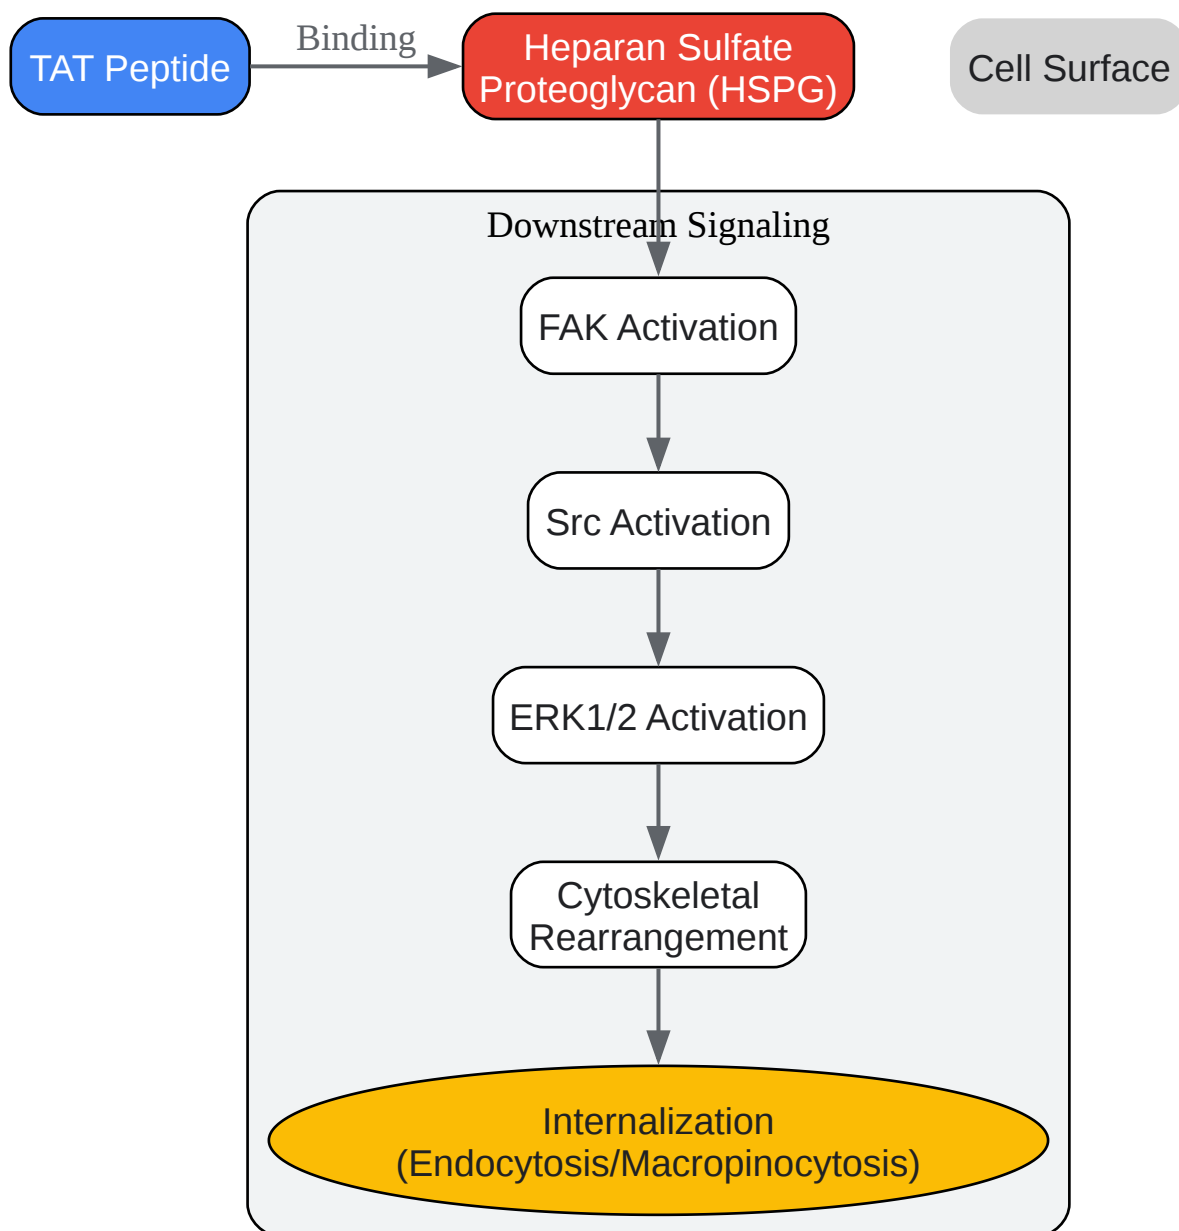 TAT Peptide
Binding
Heparan Sulfate
Proteoglycan (HSPG)
Cell Surface
Downstream Signaling
FAK Activation
Src Activation
ERK1/2 Activation
Cytoskeletal
Rearrangement
Internalization
(Endocytosis/Macropinocytosis)